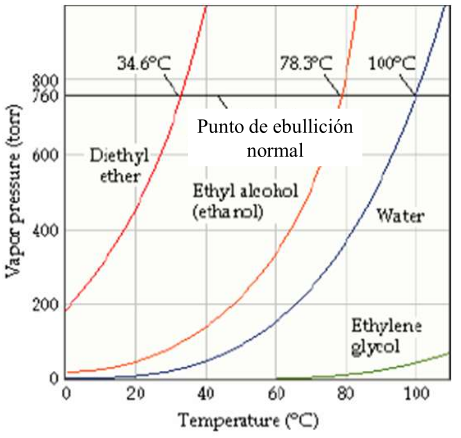 34.6°C
78.3°C
100°C
800
760
Punto de ebullición
normal
600
Diethyl
ether
Ethyl alcohol
(ethanol)
Water
400
200
Ethylene
glycol
0
0
20
40
60
80
100
Vapor pressure (torr)
Temperature (°C)